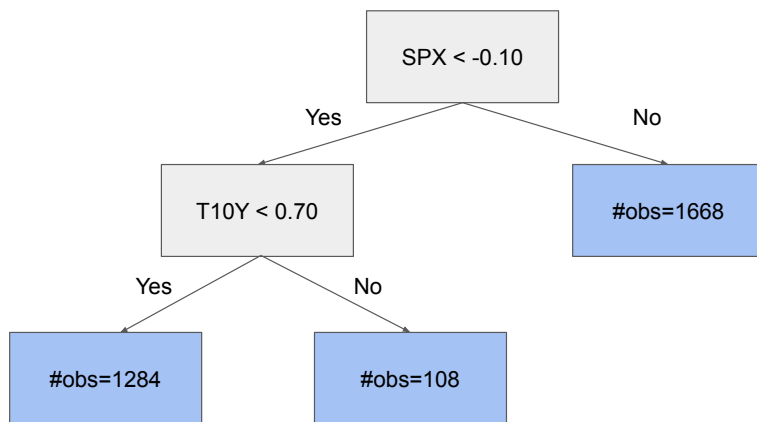 SPX < -0.10
Yes
No
T10Y < 0.70
#obs=1668
Yes
No
#obs=1284
#obs=108